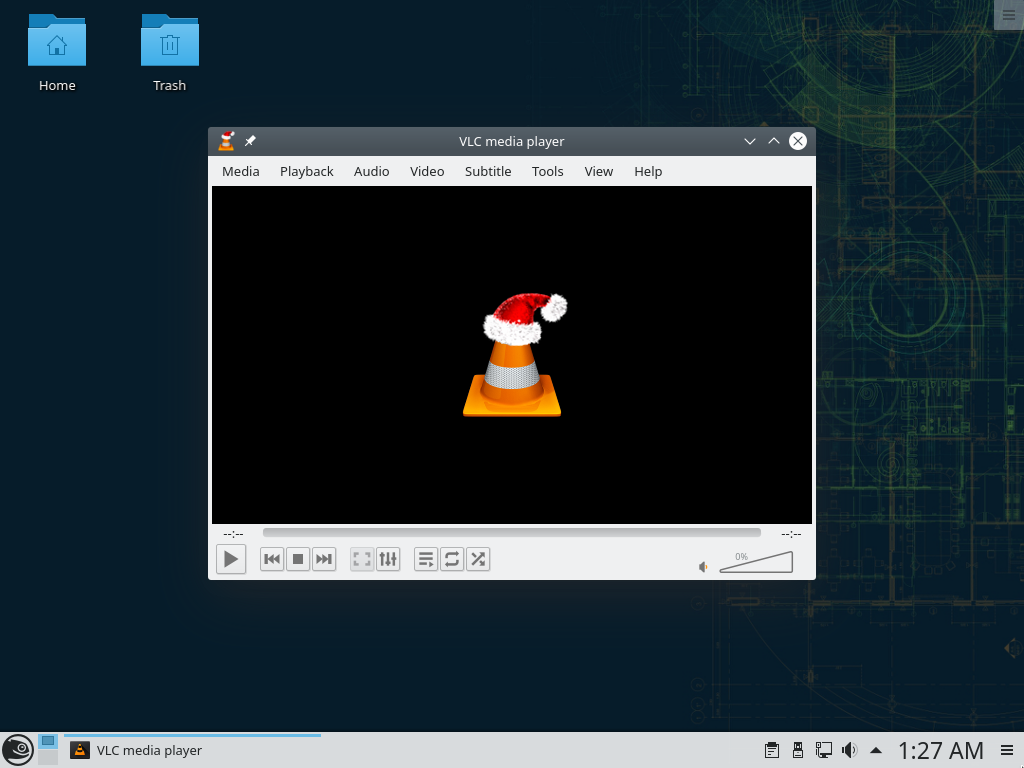 Home
Trash
VLC media player
Media Playback Audio Video Subtitle Tools View Help
--:--
--:--
0%
VLC media player
1:27 AM